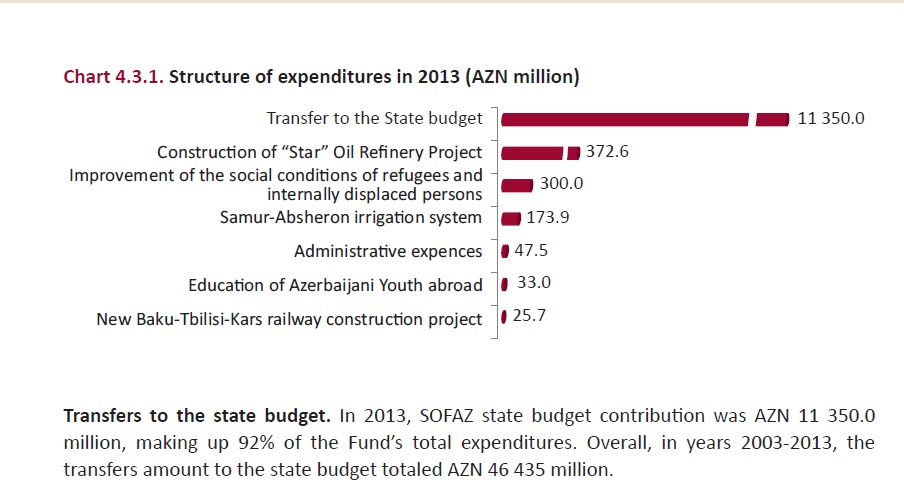 Chart 4.3.1. Structure of expenditures in 2013 (AZN million)
Transfer to the State budget 11 350.0
Construction of “Star” Oil Refinery Project 372.6
Improvement of the social conditions of refugees and
internally displaced persons 300.0
Samur-Absheron irrigation system 173.9
Administrative expences 47.5
Education of Azerbaijani Youth abroad 33.0
New Baku-Tbilisi-Kars railway construction project 25.7
Transfers to the state budget. In 2013, SOFAZ state budget contribution was AZN 11 350.0
million, making up 92% of the Fund’s total expenditures. Overall, in years 2003-2013, the
transfers amount to the state budget totaled AZN 46 435 million.